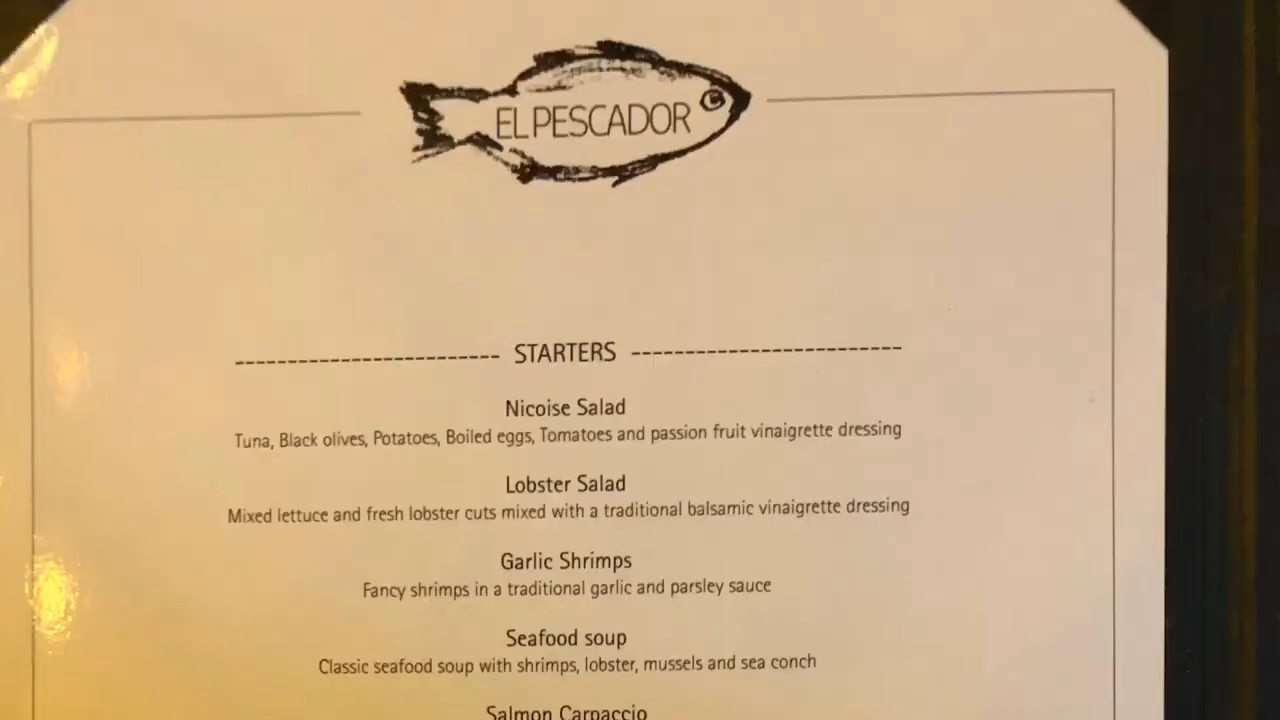 EL PESCADOR
------------------------- STARTERS -------------------------
Nicoise Salad
Tuna, Black olives, Potatoes, Boiled eggs, Tomatoes and passion fruit vinaigrette dressing
Lobster Salad
Mixed lettuce and fresh lobster cuts mixed with a traditional balsamic vinaigrette dressing
Garlic Shrimps
Fancy shrimps in a traditional garlic and parsley sauce
Seafood soup
Classic seafood soup with shrimps, lobster, mussels and sea conch
Salmon Carpaccio